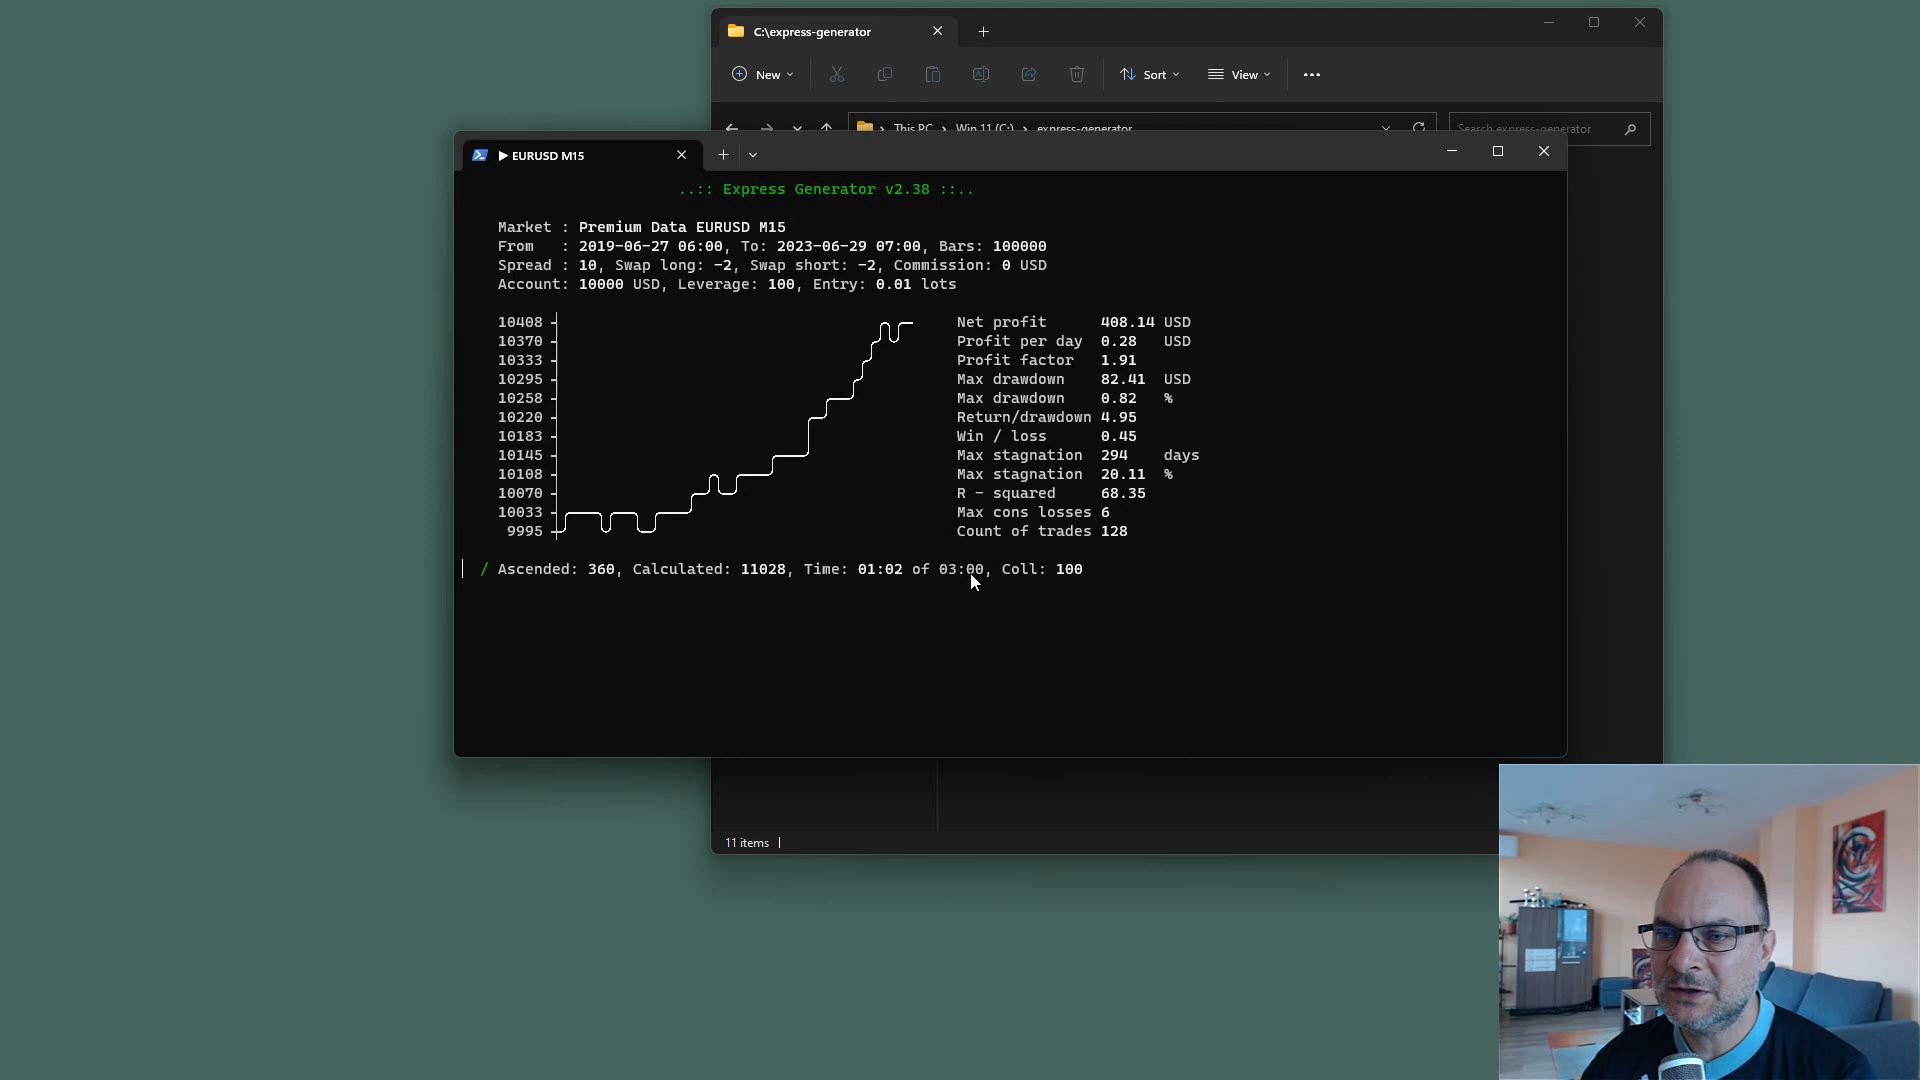 C:\express-generator
New
Sort
View
This PC > Win 11 (C:) > express-generator
Search express-generator
EURUSD M15
..:: Express Generator v2.38 ::..
Market : Premium Data EURUSD M15
From : 2019-06-27 06:00, To: 2023-06-29 07:00, Bars: 100000
Spread : 10, Swap long: -2, Swap short: -2, Commission: 0 USD
Account: 10000 USD, Leverage: 100, Entry: 0.01 lots
10408 Net profit 408.14 USD
10370 Profit per day 0.28 USD
10333 Profit factor 1.91
10295 Max drawdown 82.41 USD
10258 Max drawdown 0.82 %
10220 Return/drawdown 4.95
10183 Win / loss 0.45
10145 Max stagnation 294 days
10108 Max stagnation 20.11 %
10070 R - squared 68.35
10033 Max cons losses 6
9995 Count of trades 128
/ Ascended: 360, Calculated: 11028, Time: 01:02 of 03:00, Coll: 100
11 items